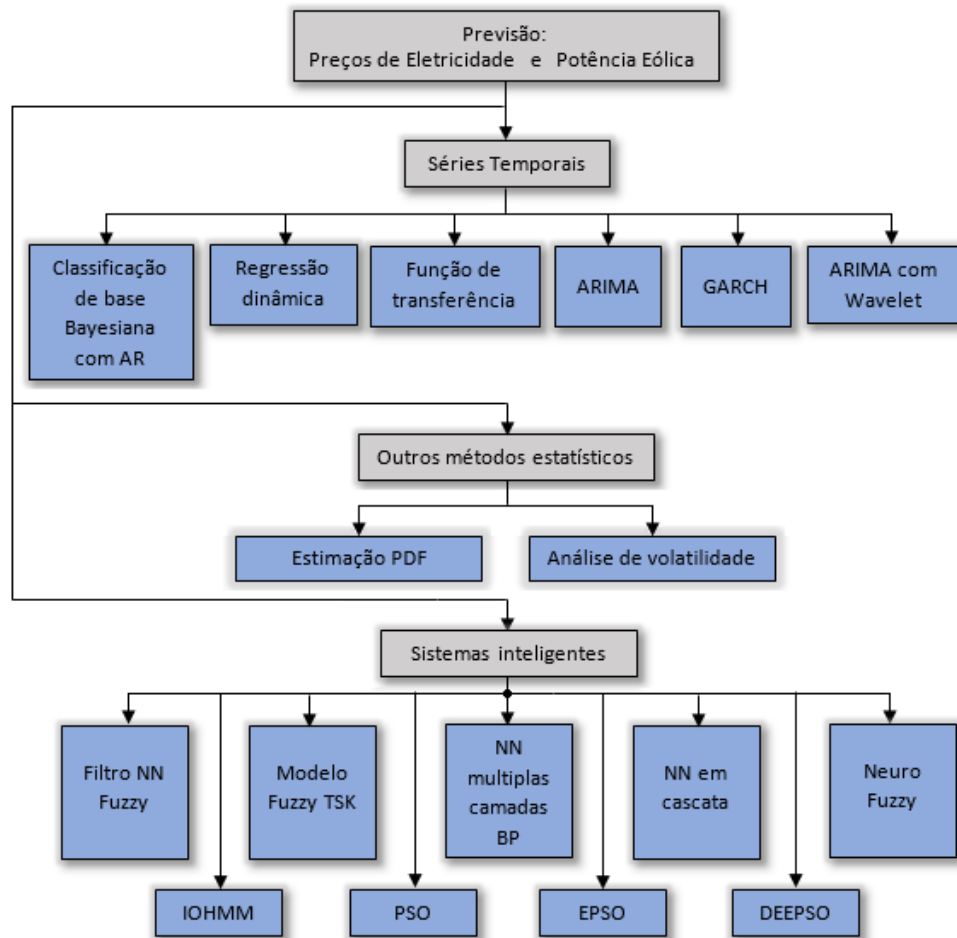 Previsão:
Preços de Eletricidade e Potência Eólica
Séries Temporais
Classificação
de base
Bayesiana
com AR
Regressão
dinâmica
Função de
transferência
ARIMA
GARCH
ARIMA com
Wavelet
Outros métodos estatísticos
Estimação PDF
Análise de volatilidade
Sistemas inteligentes
Filtro NN
Fuzzy
Modelo
Fuzzy TSK
NN
multiplas
camadas
BP
NN em
cascata
Neuro
Fuzzy
IOHMM
PSO
EPSO
DEEPSO